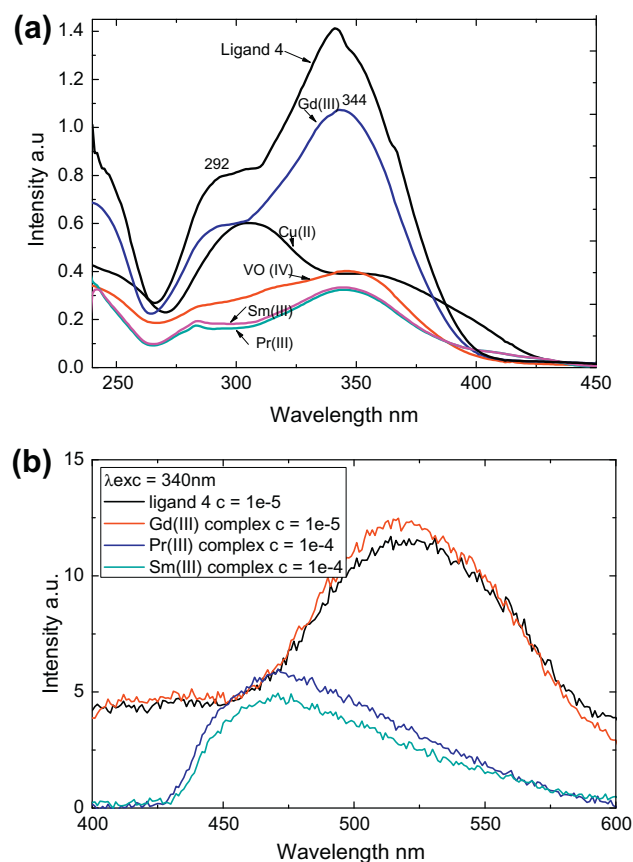 (a)
1.4
1.2
1.0
0.8
0.6
0.4
0.2
0.0
Intensity a.u
Ligand 4
Gd(III)
344
292
Cu(II)
VO (IV)
Sm(III)
Pr(III)
250
300
350
400
450
Wavelength nm
(b)
15
10
5
0
Intensity a.u.
λexc = 340nm
ligand 4 c = 1e-5
Gd(III) complex c = 1e-5
Pr(III) complex c = 1e-4
Sm(III) complex c = 1e-4
400
450
500
550
600
Wavelength nm